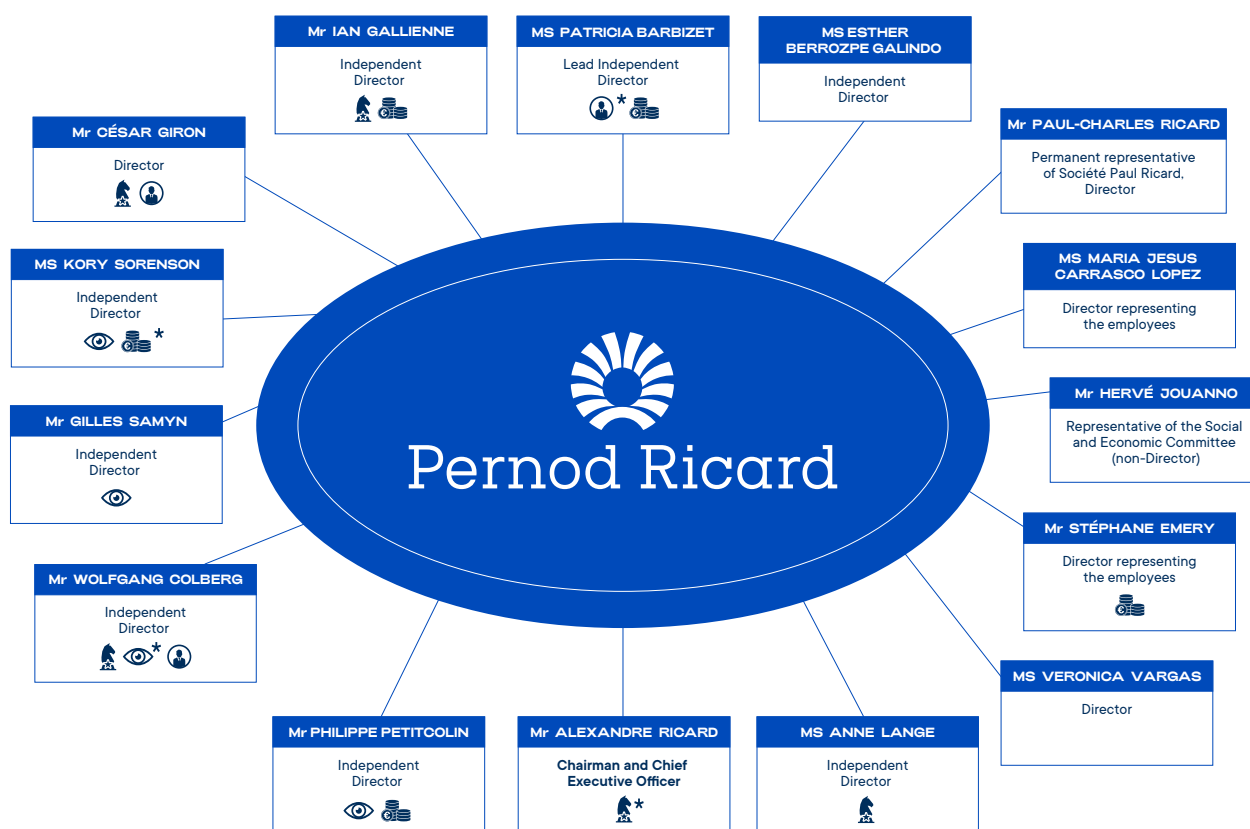 Mr IAN GALLIENNE
Independent
Director
*
MS PATRICIA BARBIZET
Lead Independent
Director
MS ESTHER
BERROZPE GALINDO
Independent
Director
Mr PAUL-CHARLES RICARD
Permanent representative
of Société Paul Ricard,
Director
Mr CÉSAR GIRON
Director
MS KORY SORENSON
Independent
Director
*
MS MARIA JESUS
CARRASCO LOPEZ
Director representing
the employees
Mr HERVÉ JOUANNO
Representative of the Social
and Economic Committee
(non-Director)
Mr GILLES SAMYN
Independent
Director
Pernod Ricard
Mr STÉPHANE EMERY
Director representing
the employees
Mr WOLFGANG COLBERG
Independent
Director
*
MS VERONICA VARGAS
Director
Mr PHILIPPE PETITCOLIN
Independent
Director
Mr ALEXANDRE RICARD
Chairman and Chief
Executive Officer
*
MS ANNE LANGE
Independent
Director